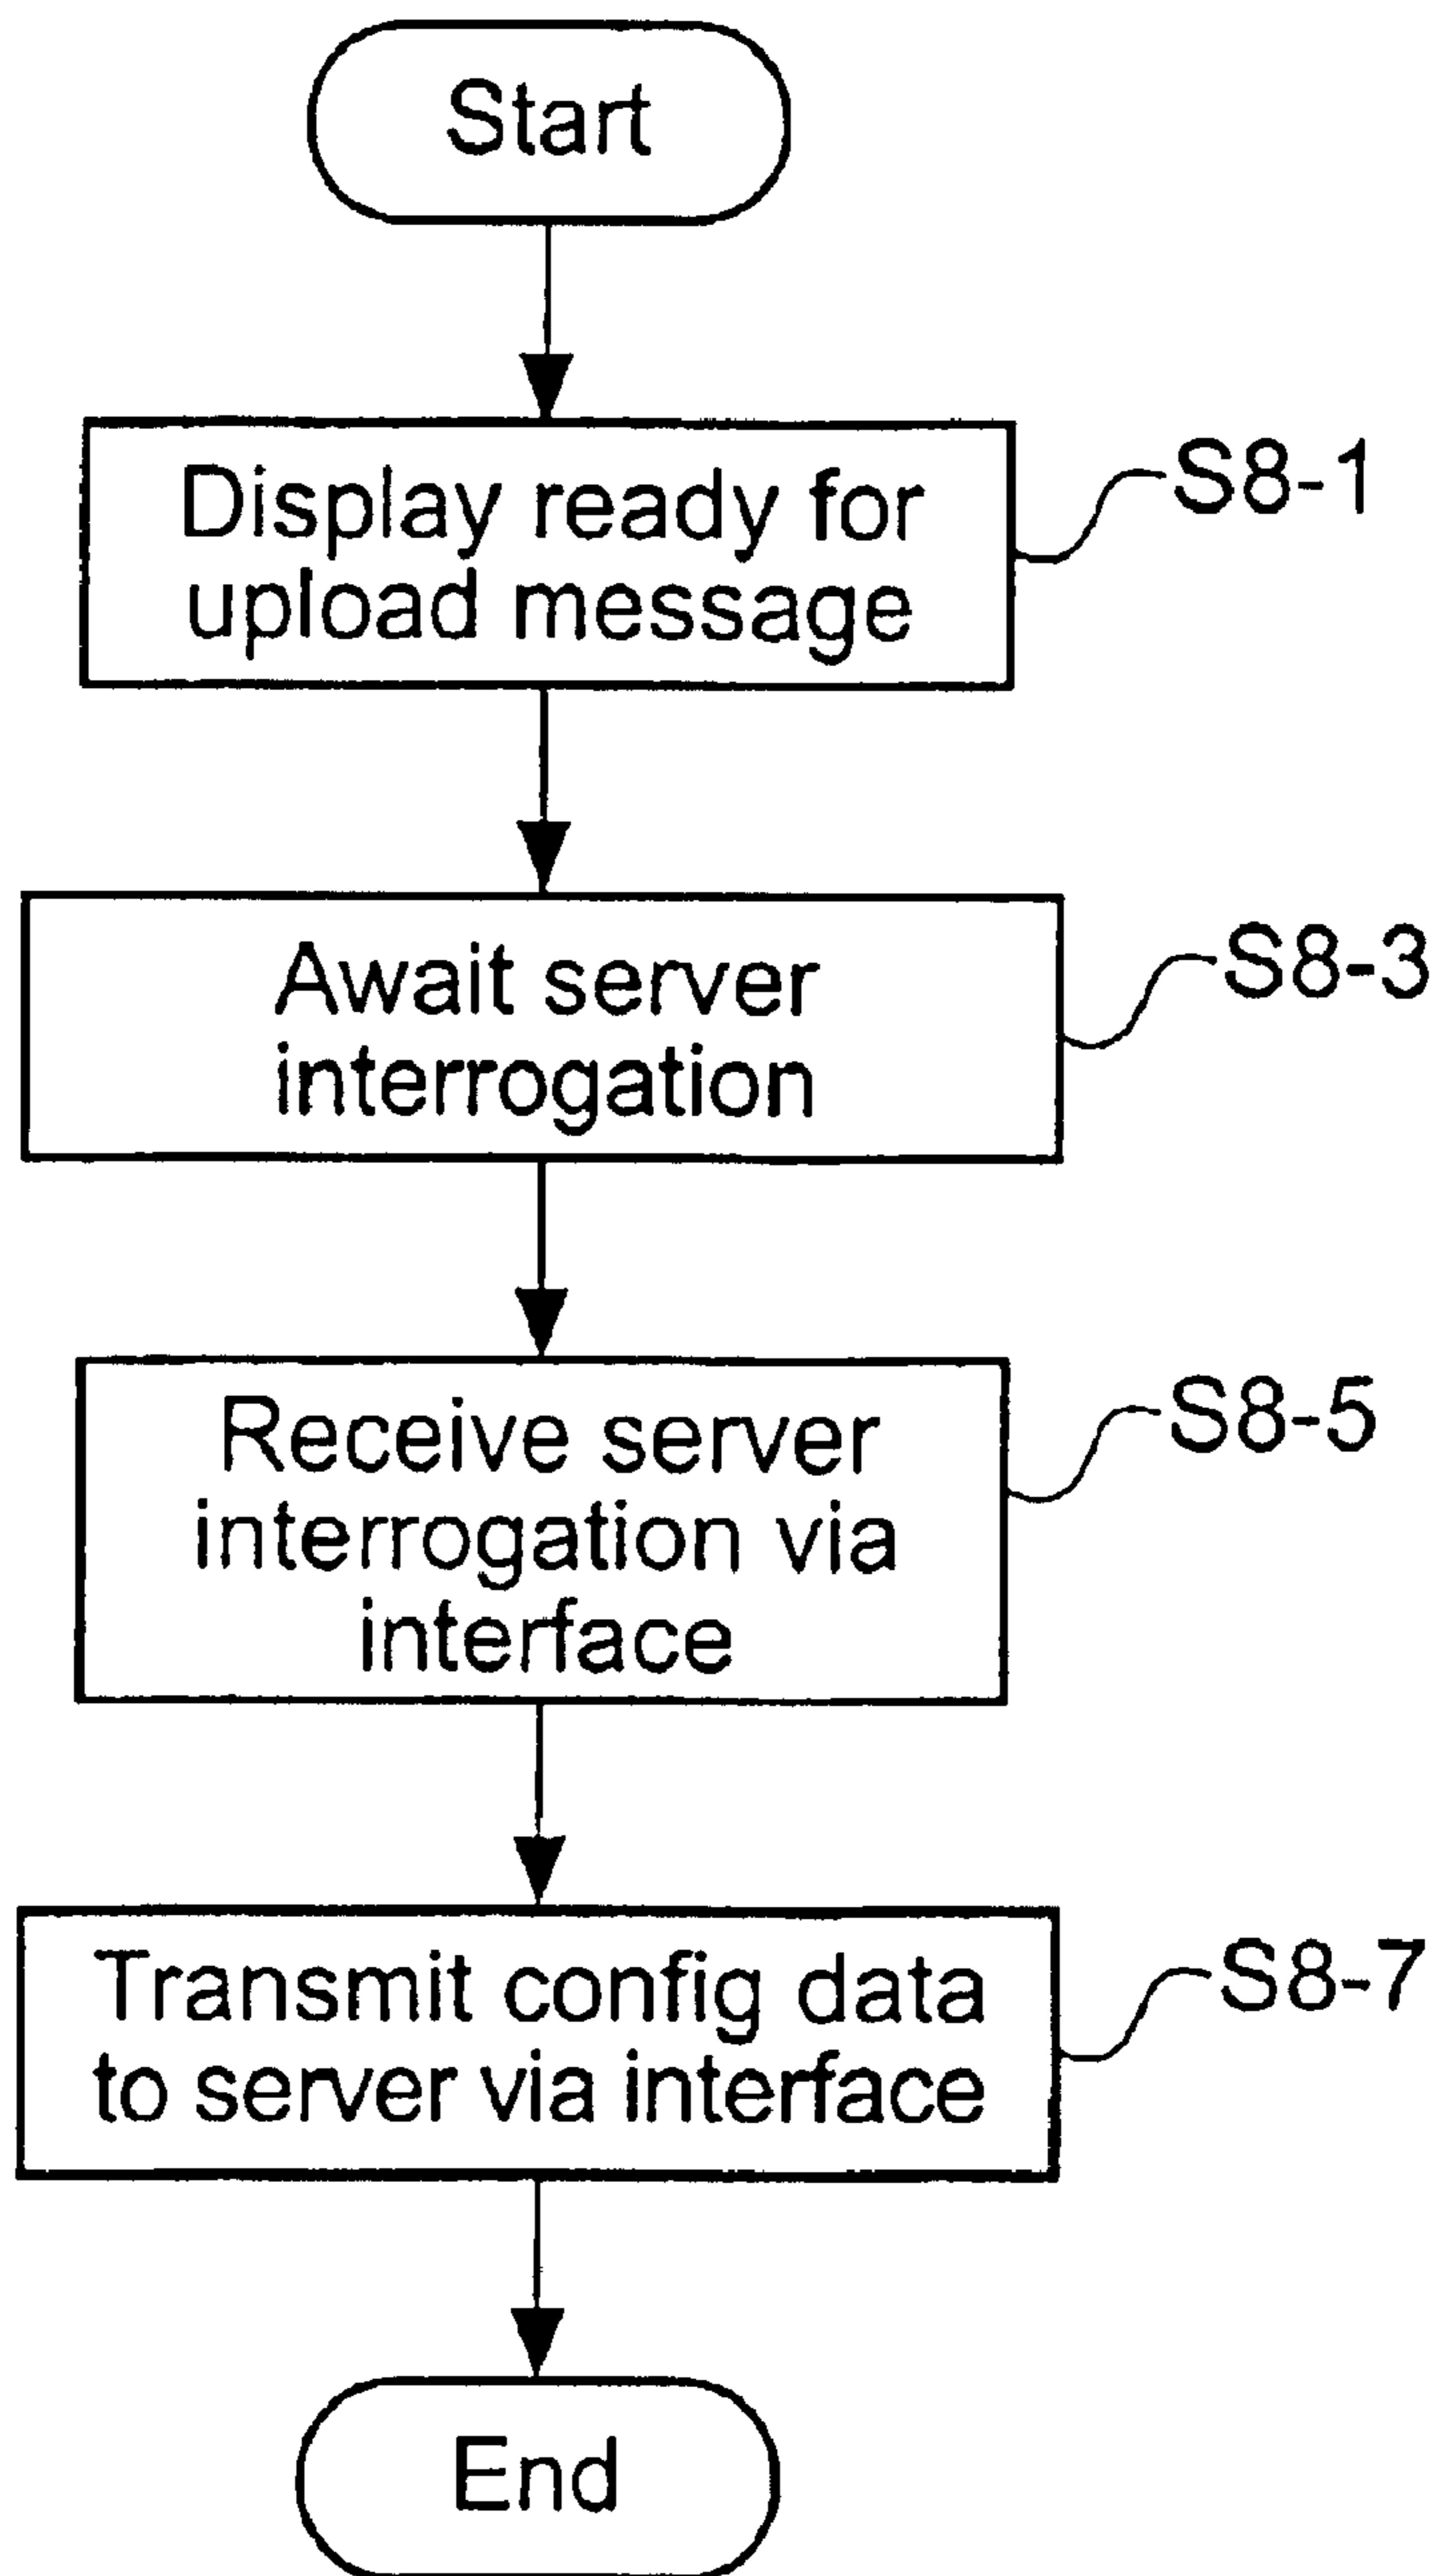 Start
Display ready for
upload message
S8-1
Await server
interrogation
S8-3
Receive server
interrogation via
interface
S8-5
Transmit config data
to server via interface
S8-7
End